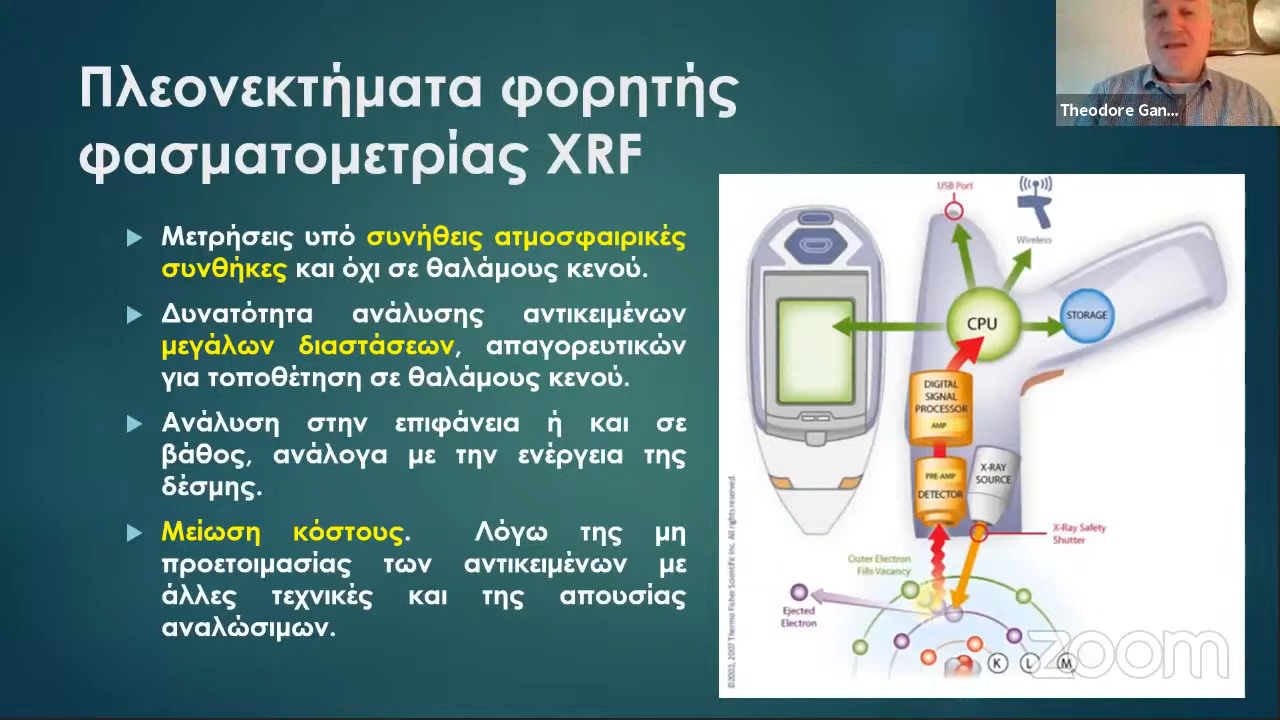 Πλεονεκτήματα φορητής
φασματομετρίας XRF
Theodore Gan...
Μετρήσεις υπό συνήθεις ατμοσφαιρικές
συνθήκες και όχι σε θαλάμους κενού.
Δυνατότητα ανάλυσης αντικειμένων
μεγάλων διαστάσεων, απαγορευτικών
για τοποθέτηση σε θαλάμους κενού.
Ανάλυση στην επιφάνεια ή και σε
βάθος, ανάλογα με την ενέργεια της
δέσμης.
Μείωση κόστους. Λόγω της μη
προετοιμασίας των αντικειμένων με
άλλες τεχνικές και της απουσίας
αναλώσιμων.
USB Port
Wireless
CPU
STORAGE
DIGITAL
SIGNAL
PROCESSOR
AMP
PRE-AMP
DETECTOR
X-RAY
SOURCE
X-Ray Safety
Shutter
Outer Electron
Fills Vacancy
Ejected
Electron
K L M
©2002, 2007 Thermo Fisher Scientific Inc. All rights reserved.
zoom